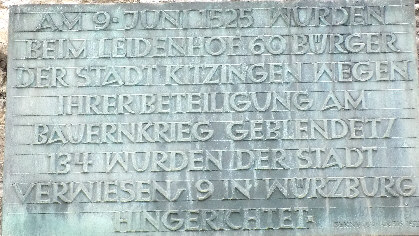 AM 9. JUNI 1525 WURDEN
BEIM LEIDENHOF 60 BÜRGER
DER STADT KITZINGEN WEGEN
IHRER BETEILIGUNG AM
BAUERNKRIEG GEBLENDET/
134 WURDEN DER STADT
VERWIESEN/9 IN WÜRZBURG
HINGERICHTET